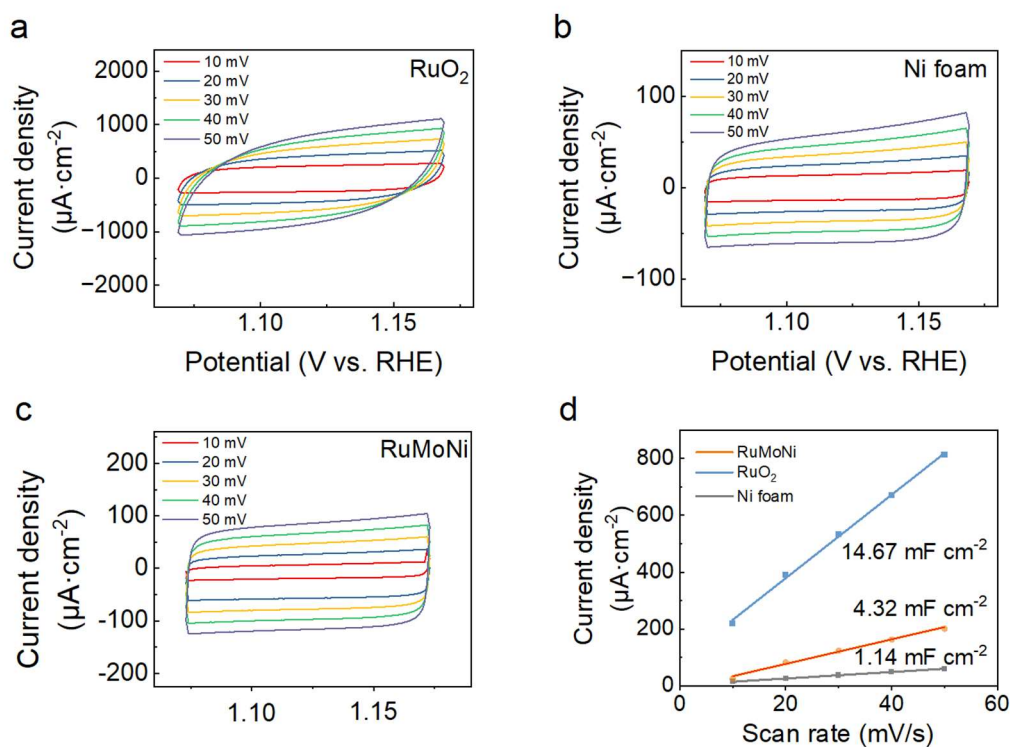 a
RuO2
10 mV
20 mV
30 mV
40 mV
50 mV
2000
1000
0
−1000
−2000
1.10
1.15
Current density
(µA·cm-2)
Potential (V vs. RHE)
b
Ni foam
10 mV
20 mV
30 mV
40 mV
50 mV
100
0
−100
1.10
1.15
Current density
(µA·cm-2)
Potential (V vs. RHE)
c
RuMoNi
10 mV
20 mV
30 mV
40 mV
50 mV
200
100
0
-100
-200
1.10
1.15
Current density
(µA·cm-2)
d
RuMoNi
RuO2
Ni foam
800
600
400
200
0
14.67 mF cm-2
4.32 mF cm-2
1.14 mF cm-2
0
20
40
60
Current density
(µA·cm-2)
Scan rate (mV/s)